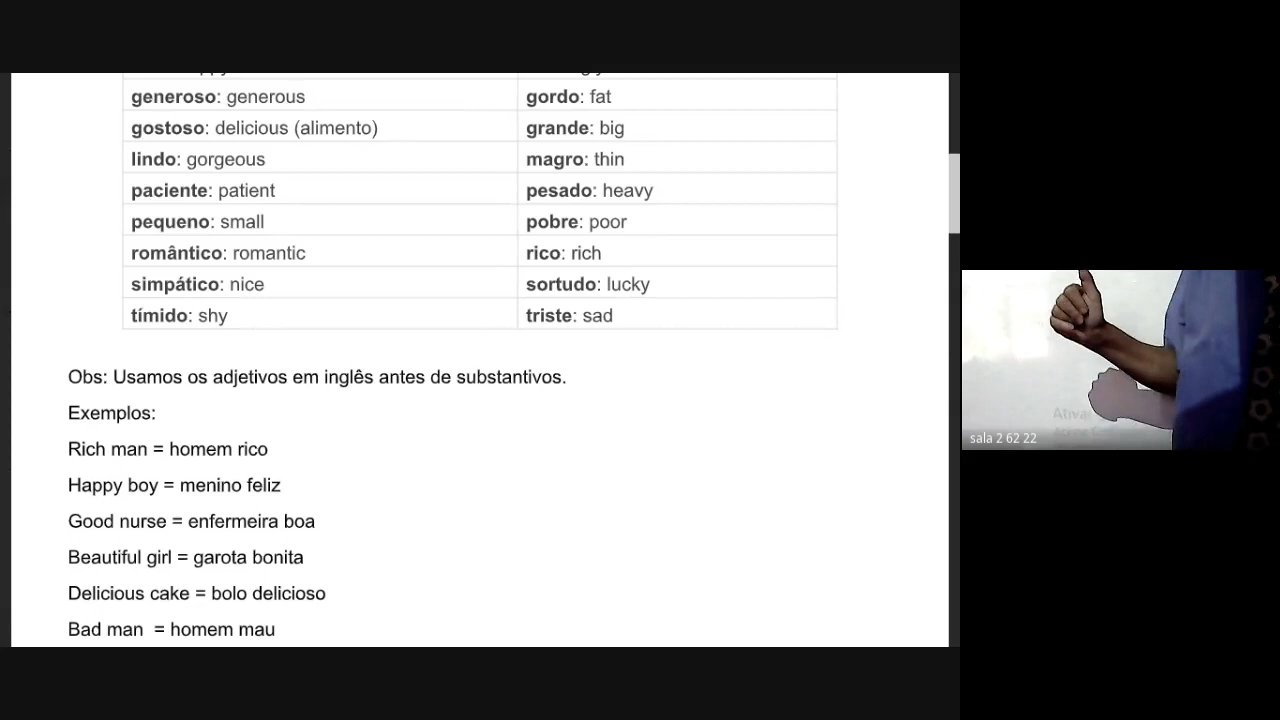 generoso: generous gordo: fat
gostoso: delicious (alimento) grande: big
lindo: gorgeous magro: thin
paciente: patient pesado: heavy
pequeno: small pobre: poor
romântico: romantic rico: rich
simpático: nice sortudo: lucky
tímido: shy triste: sad
Obs: Usamos os adjetivos em inglês antes de substantivos.
Exemplos:
Rich man = homem rico
Happy boy = menino feliz
Good nurse = enfermeira boa
Beautiful girl = garota bonita
Delicious cake = bolo delicioso
Bad man = homem mau
sala 2 62 22